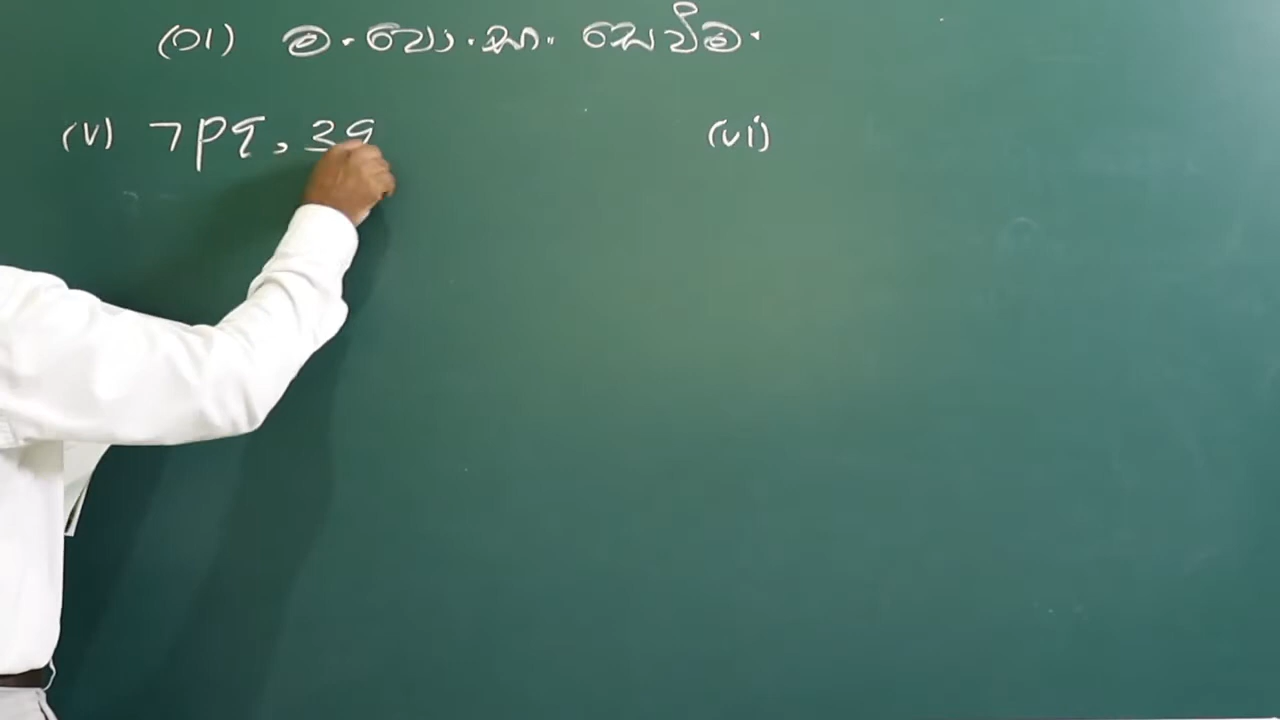 (01) ම. පො. සා. සෙවීම.
(v) 7pq, 39 (vi)